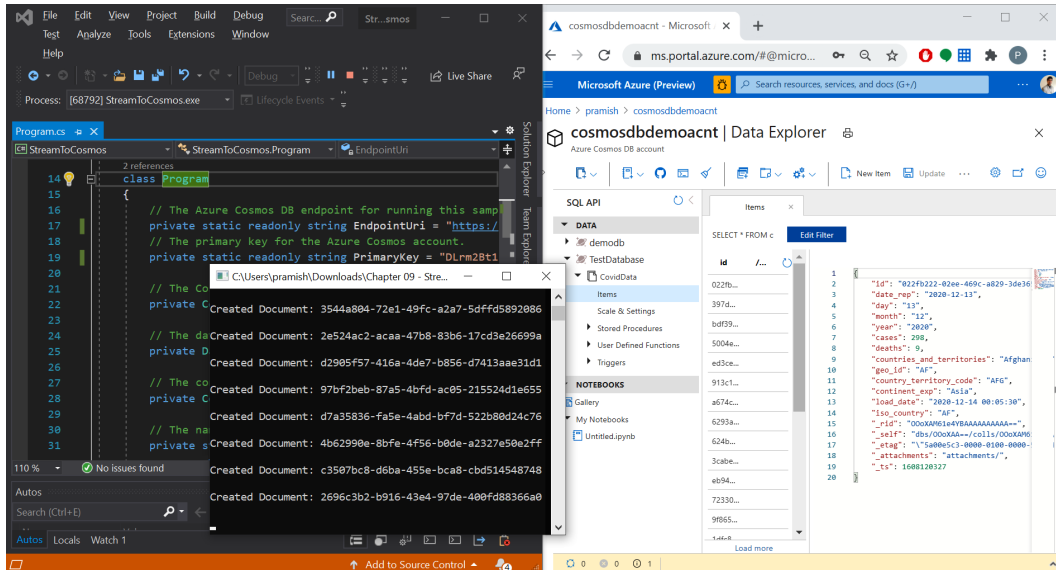 File Edit View Project Build Debug Searc... Str...smos
Test Analyze Tools Extensions Window
Help
Debug Live Share
Process: [68792] StreamToCosmos.exe Lifecycle Events
Program.cs
StreamToCosmos StreamToCosmos.Program EndpointUri
2 references
14 class Program
15 {
16 // The Azure Cosmos DB endpoint for running this samp
17 private static readonly string EndpointUri = "https:/
18 // The primary key for the Azure Cosmos account.
19 private static readonly string PrimaryKey = "DLrm2Bt1
20
21 // The Co
22 private C
23
24 // The da
25 private D
26
27 // The co
28 private C
29
30 // The na
31 private s
Solution Explorer
Team Explore
110 % No issues found
Autos
Search (Ctrl+E)
Autos Locals Watch 1
Add to Source Control 4
C:\Users\pramish\Downloads\Chapter 09 - Stre...
Created Document: 3544a804-72e1-49fc-a2a7-5dffd5892086
Created Document: 2e524ac2-acaa-47b8-83b6-17cd3e26699a
Created Document: d2905f57-416a-4de7-b856-d7413aae31d1
Created Document: 97bf2beb-87a5-4bfd-ac05-215524d1e655
Created Document: d7a35836-fa5e-4abd-bf7d-522b80d24c76
Created Document: 4b62990e-8bfe-4f56-b0de-a2327e50e2ff
Created Document: c3507bc8-d6ba-455e-bca8-cbd514548748
Created Document: 2696c3b2-b916-43e4-97de-400fd88366a0
cosmosdbdemoacnt - Microsoft
ms.portal.azure.com/#@micro... P
Microsoft Azure (Preview) Search resources, services, and docs (G+/)
Home > pramish > cosmosdbdemoacnt
cosmosdbdemoacnt | Data Explorer
Azure Cosmos DB account
New Item Update
SQL API
DATA
demodb
TestDatabase
CovidData
Items
Scale & Settings
Stored Procedures
User Defined Functions
Triggers
NOTEBOOKS
Gallery
My Notebooks
Untitled.ipynb
Items
SELECT * FROM c Edit Filter
id /...
022fb...
397d...
bdf39...
5004e...
ed3ce...
913c1...
a674c...
6293a...
624b...
3cabe...
eb94...
72330...
9f865...
1dfc8...
Load more
1 {
2 "id": "022fb222-02ee-469c-a829-3de36
3 "date_rep": "2020-12-13",
4 "day": "13",
5 "month": "12",
6 "year": "2020",
7 "cases": 298,
8 "deaths": 9,
9 "countries_and_territories": "Afghani
10 "geo_id": "AF",
11 "country_territory_code": "AFG",
12 "continent_exp": "Asia",
13 "load_date": "2020-12-14 00:05:30",
14 "iso_country": "AF",
15 "_rid": "OOoXAM61e4YBAAAAAAAAAA==",
16 "_self": "dbs/OOoXAA==/colls/OOoXAM6
17 "_etag": "\"5a00e5c3-0000-0100-0000-
18 "_attachments": "attachments/",
19 "_ts": 1608120327
20 }
0 0 1